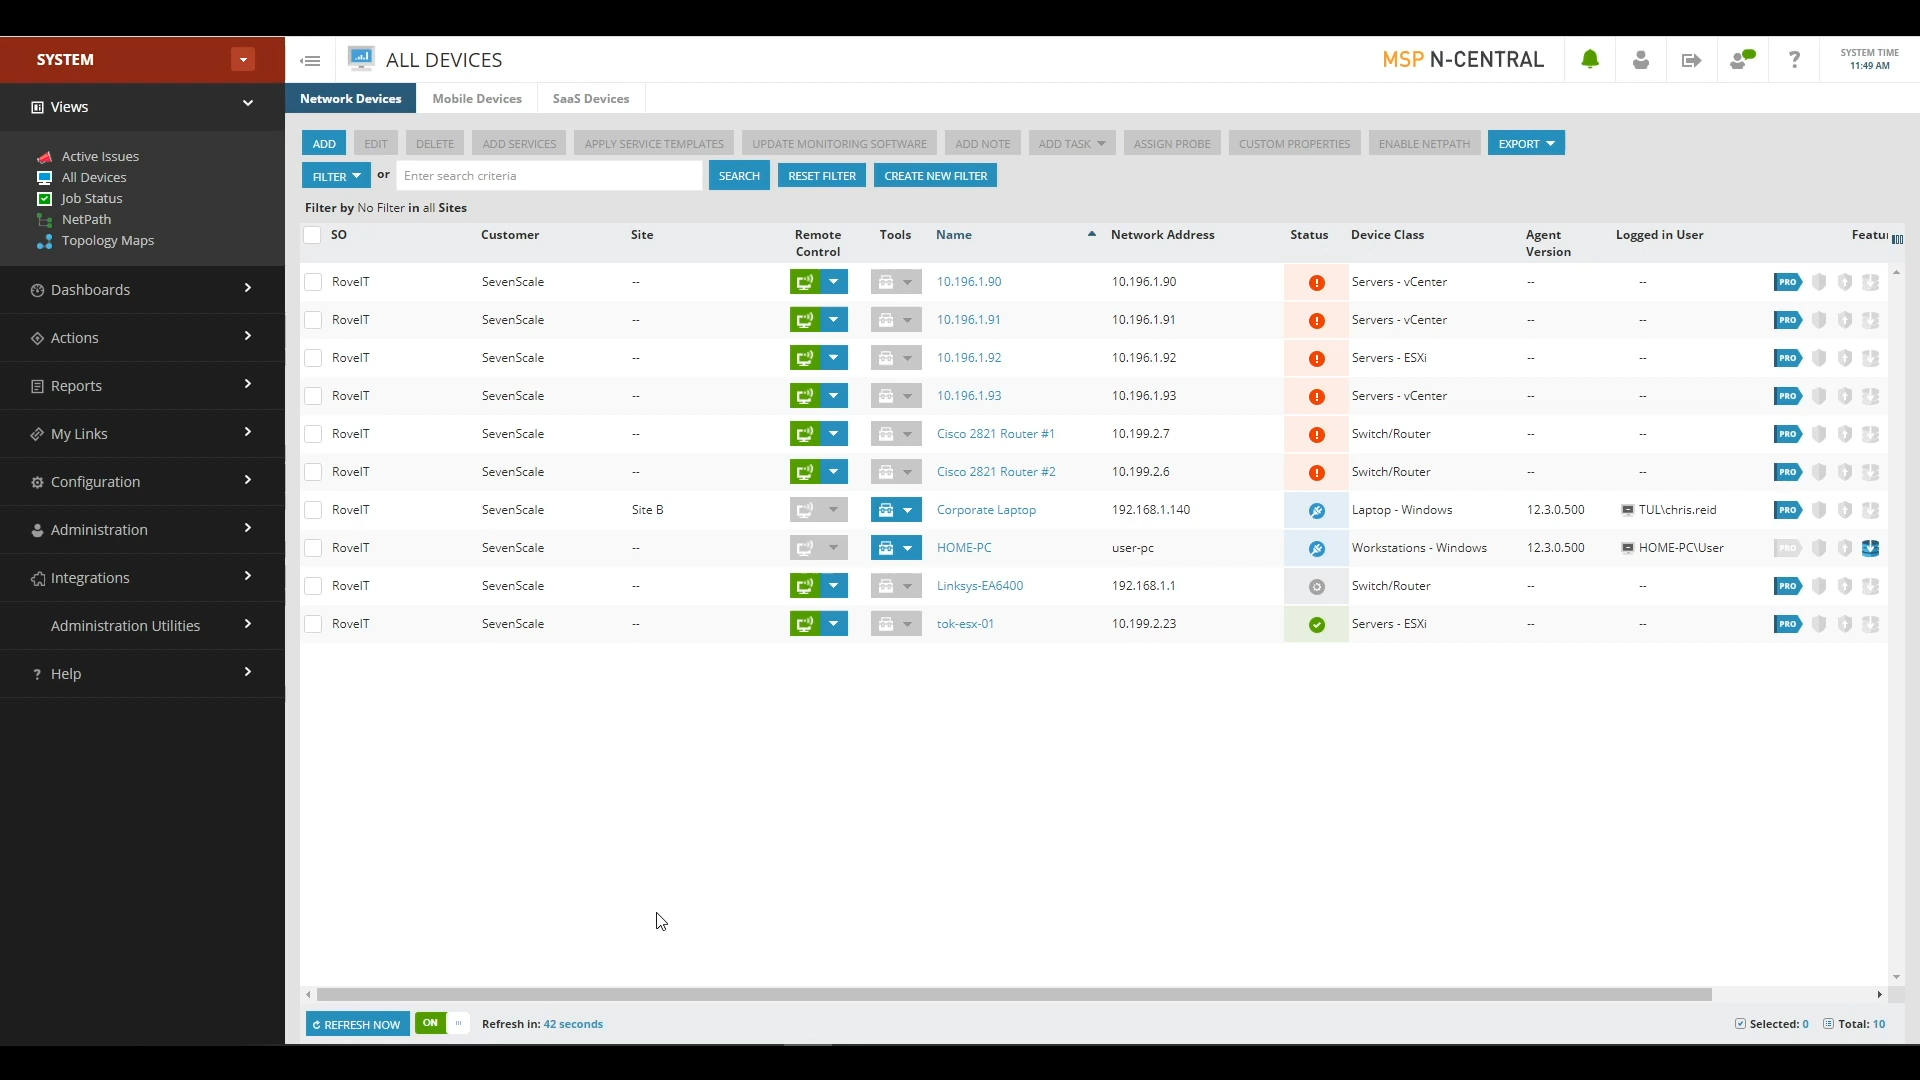 SYSTEM
ALL DEVICES
MSP N-CENTRAL
?
SYSTEM TIME
11:49 AM
Views
Network Devices Mobile Devices SaaS Devices
ADD EDIT DELETE ADD SERVICES APPLY SERVICE TEMPLATES UPDATE MONITORING SOFTWARE ADD NOTE ADD TASK ASSIGN PROBE CUSTOM PROPERTIES ENABLE NETPATH EXPORT
FILTER or Enter search criteria SEARCH RESET FILTER CREATE NEW FILTER
Filter by No Filter in all Sites
Active Issues
All Devices
Job Status
NetPath
Topology Maps
Dashboards
Actions
Reports
My Links
Configuration
Administration
Integrations
Administration Utilities
? Help
SO Customer Site Remote Control Tools Name Network Address Status Device Class Agent Version Logged in User Featu
RoveIT SevenScale -- 10.196.1.90 10.196.1.90 Servers - vCenter -- -- PRO
RoveIT SevenScale -- 10.196.1.91 10.196.1.91 Servers - vCenter -- -- PRO
RoveIT SevenScale -- 10.196.1.92 10.196.1.92 Servers - ESXi -- -- PRO
RoveIT SevenScale -- 10.196.1.93 10.196.1.93 Servers - vCenter -- -- PRO
RoveIT SevenScale -- Cisco 2821 Router #1 10.199.2.7 Switch/Router -- -- PRO
RoveIT SevenScale -- Cisco 2821 Router #2 10.199.2.6 Switch/Router -- -- PRO
RoveIT SevenScale Site B Corporate Laptop 192.168.1.140 Laptop - Windows 12.3.0.500 TUL\chris.reid PRO
RoveIT SevenScale -- HOME-PC user-pc Workstations - Windows 12.3.0.500 HOME-PC\User PRO
RoveIT SevenScale -- Linksys-EA6400 192.168.1.1 Switch/Router -- -- PRO
RoveIT SevenScale -- tok-esx-01 10.199.2.23 Servers - ESXi -- -- PRO
REFRESH NOW ON Refresh in: 42 seconds Selected: 0 Total: 10